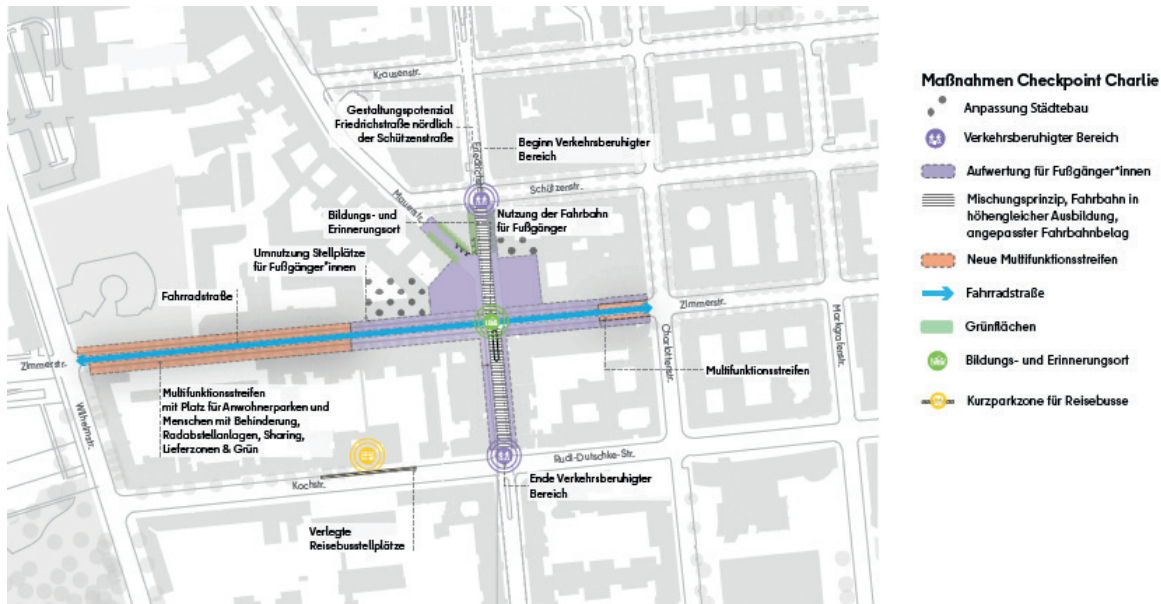 Krausenstr.
Gestaltungspotenzial
Friedrichstraße nördlich
der Schützenstraße
Friedrichstr.
Beginn Verkehrsberuhigter
Bereich
Schützenstr.
Mauerstr.
Bildungs- und
Erinnerungsort
Nutzung der Fahrbahn
für Fußgänger
Umnutzung Stellplätze
für Fußgänger*innen
Fahrradstraße
Zimmerstr.
Markgrafenstr.
Charlottenstr.
Zimmerstr.
Wilhelmstr.
Multifunktionsstreifen
Multifunktionsstreifen
mit Platz für Anwohnerparken und
Menschen mit Behinderung,
Radabstellanlagen, Sharing,
Lieferzonen & Grün
Rudi-Dutschke-Str.
Kochstr.
Ende Verkehrsberuhigter
Bereich
Verlegte
Reisebusstellplätze
Maßnahmen Checkpoint Charlie
Anpassung Städtebau
Verkehrsberuhigter Bereich
Aufwertung für Fußgänger*innen
Mischungsprinzip, Fahrbahn in
höhengleicher Ausbildung,
angepasster Fahrbahnbelag
Neue Multifunktionsstreifen
Fahrradstraße
Grünflächen
Bildungs- und Erinnerungsort
Kurzparkzone für Reisebusse